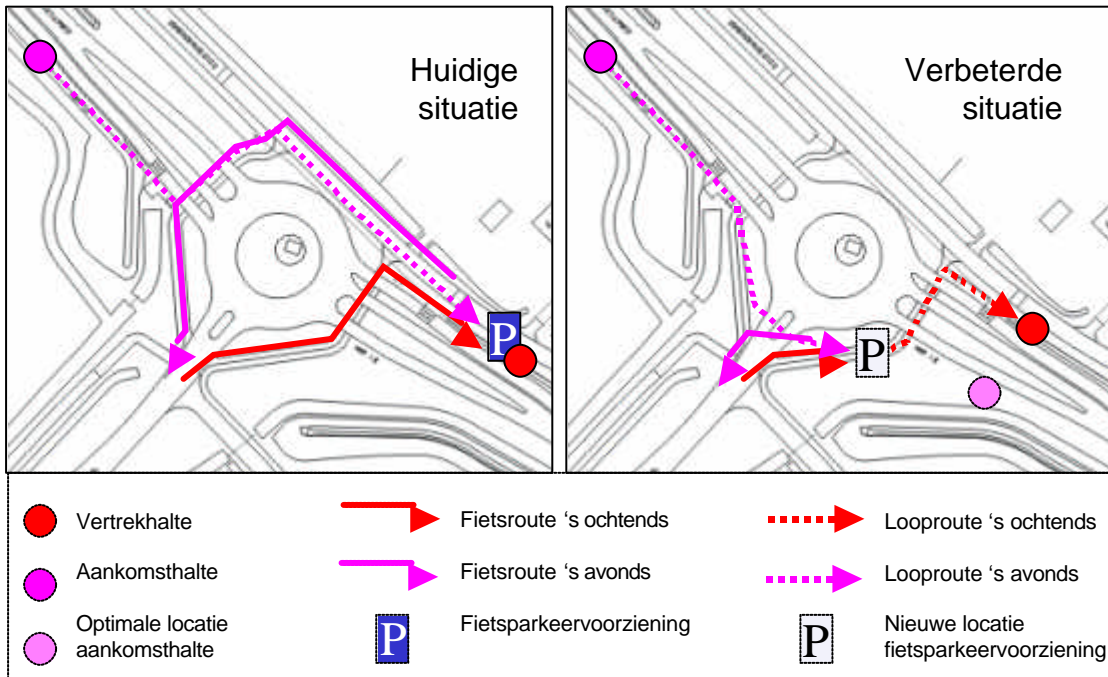 Huidige
situatie
P
Verbeterde
situatie
P
Vertrekhalte
Fietsroute 's ochtends
Looproute ‘s ochtends
Aankomsthalte
Fietsroute ‘s avonds
Looproute ‘s avonds
Optimale locatie
aankomsthalte
P
Fietsparkeervoorziening
P
Nieuwe locatie
fietsparkeervoorziening